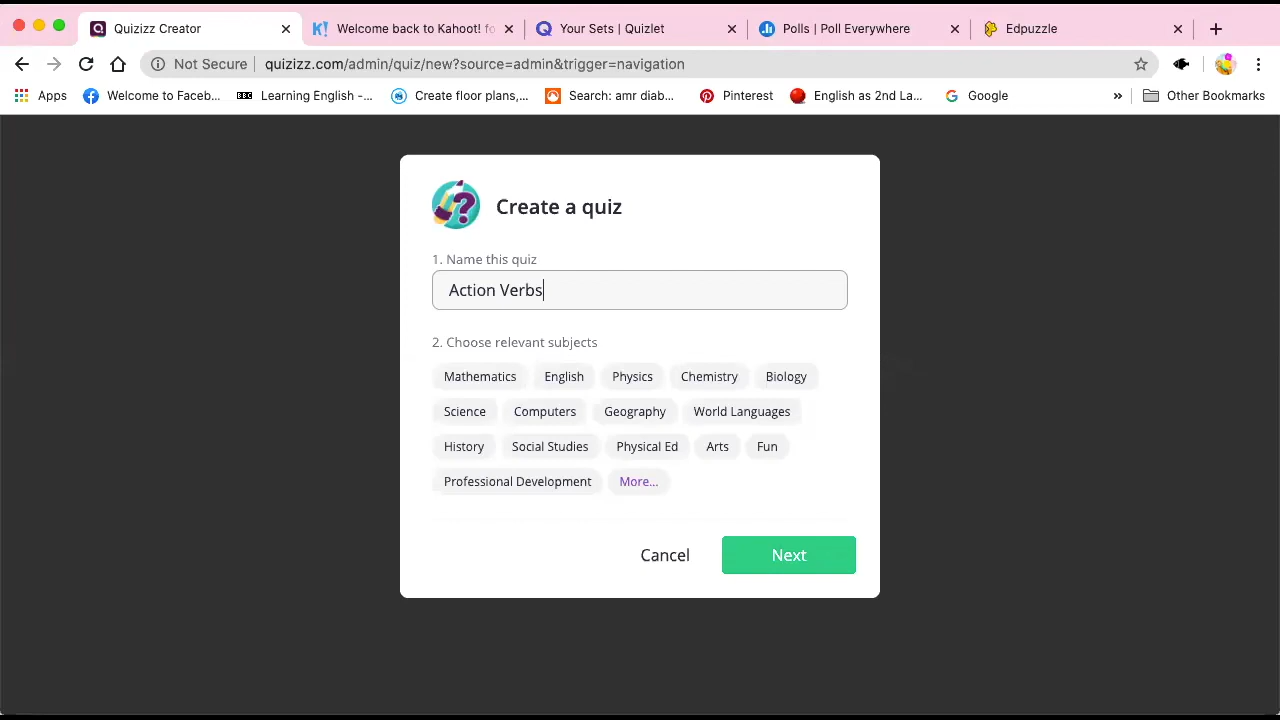 Quizizz Creator
Welcome back to Kahoot! fo
Your Sets | Quizlet
Polls | Poll Everywhere
Edpuzzle
Not Secure
quizizz.com/admin/quiz/new?source=admin&trigger=navigation
Apps
Welcome to Faceb...
BBC
Learning English -...
Create floor plans,...
Search: amr diab...
Pinterest
English as 2nd La...
Google
»
Other Bookmarks
Create a quiz
1. Name this quiz
Action Verbs
2. Choose relevant subjects
Mathematics English Physics Chemistry Biology
Science Computers Geography World Languages
History Social Studies Physical Ed Arts Fun
Professional Development More...
Cancel Next